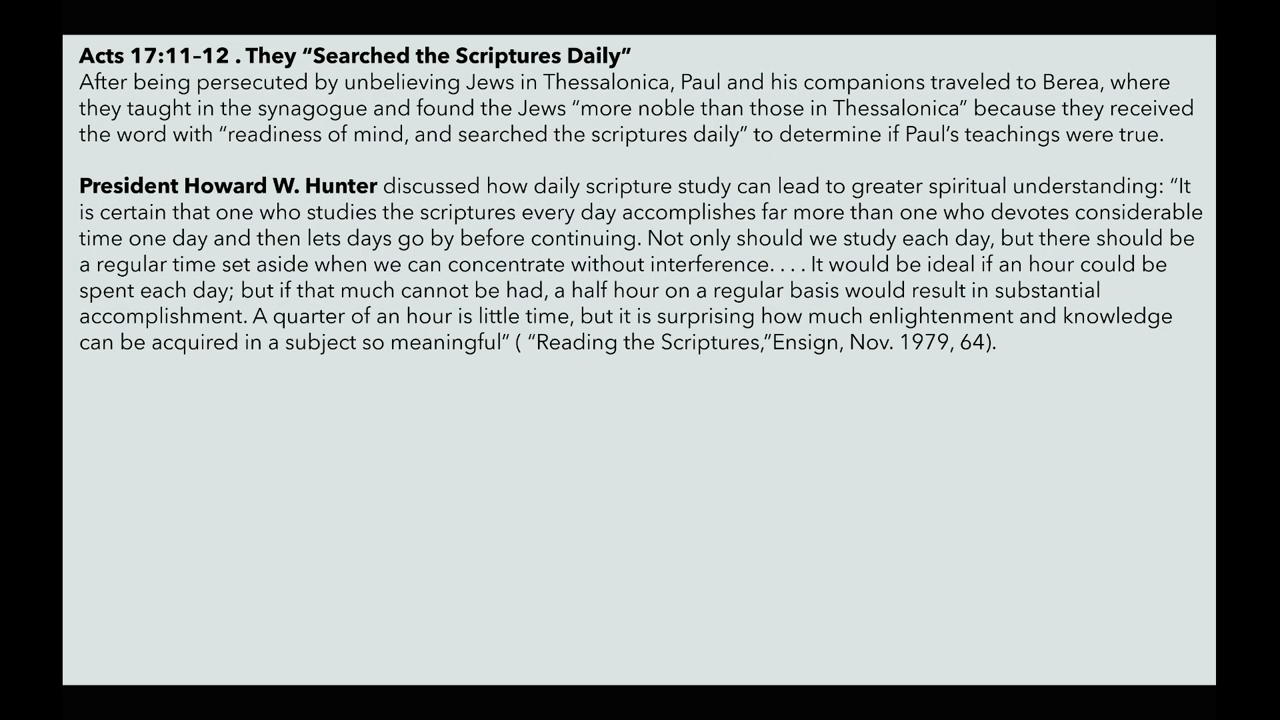 Acts 17:11–12 . They “Searched the Scriptures Daily”
After being persecuted by unbelieving Jews in Thessalonica, Paul and his companions traveled to Berea, where
they taught in the synagogue and found the Jews “more noble than those in Thessalonica” because they received
the word with “readiness of mind, and searched the scriptures daily” to determine if Paul’s teachings were true.
President Howard W. Hunter discussed how daily scripture study can lead to greater spiritual understanding: “It
is certain that one who studies the scriptures every day accomplishes far more than one who devotes considerable
time one day and then lets days go by before continuing. Not only should we study each day, but there should be
a regular time set aside when we can concentrate without interference. . . . It would be ideal if an hour could be
spent each day; but if that much cannot be had, a half hour on a regular basis would result in substantial
accomplishment. A quarter of an hour is little time, but it is surprising how much enlightenment and knowledge
can be acquired in a subject so meaningful” ( “Reading the Scriptures,”Ensign, Nov. 1979, 64).